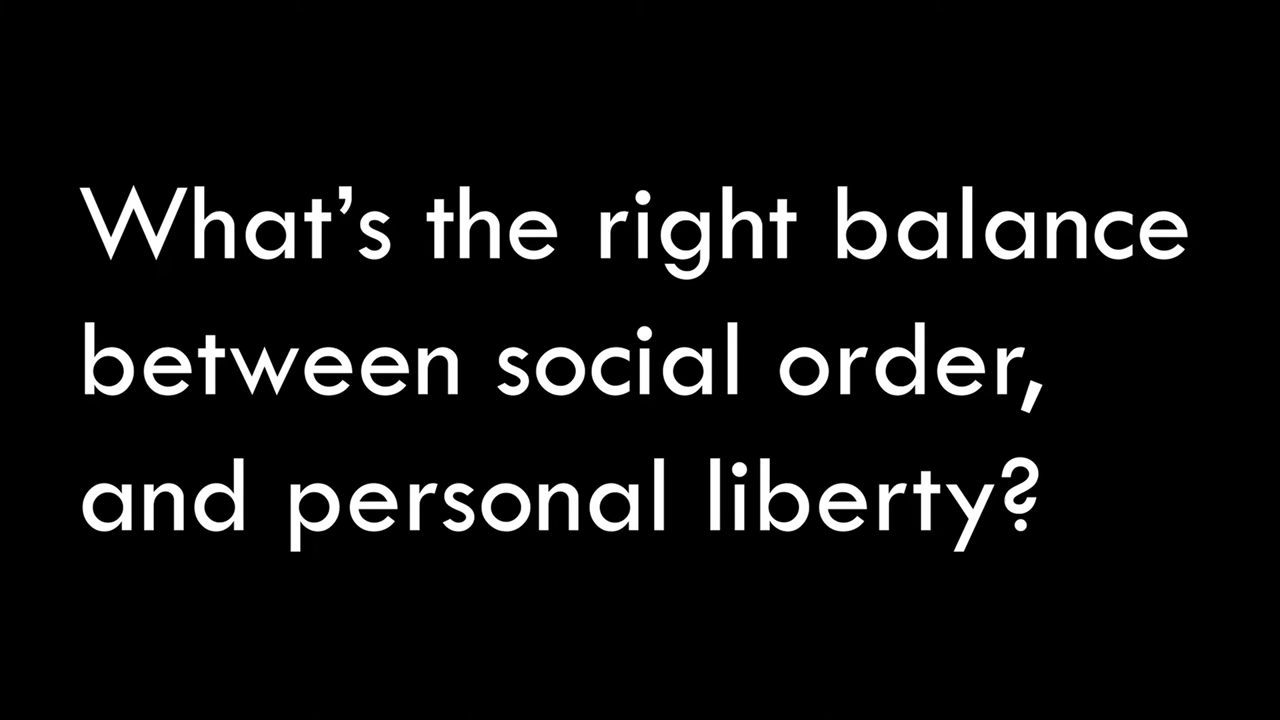 What’s the right balance
between social order,
and personal liberty?